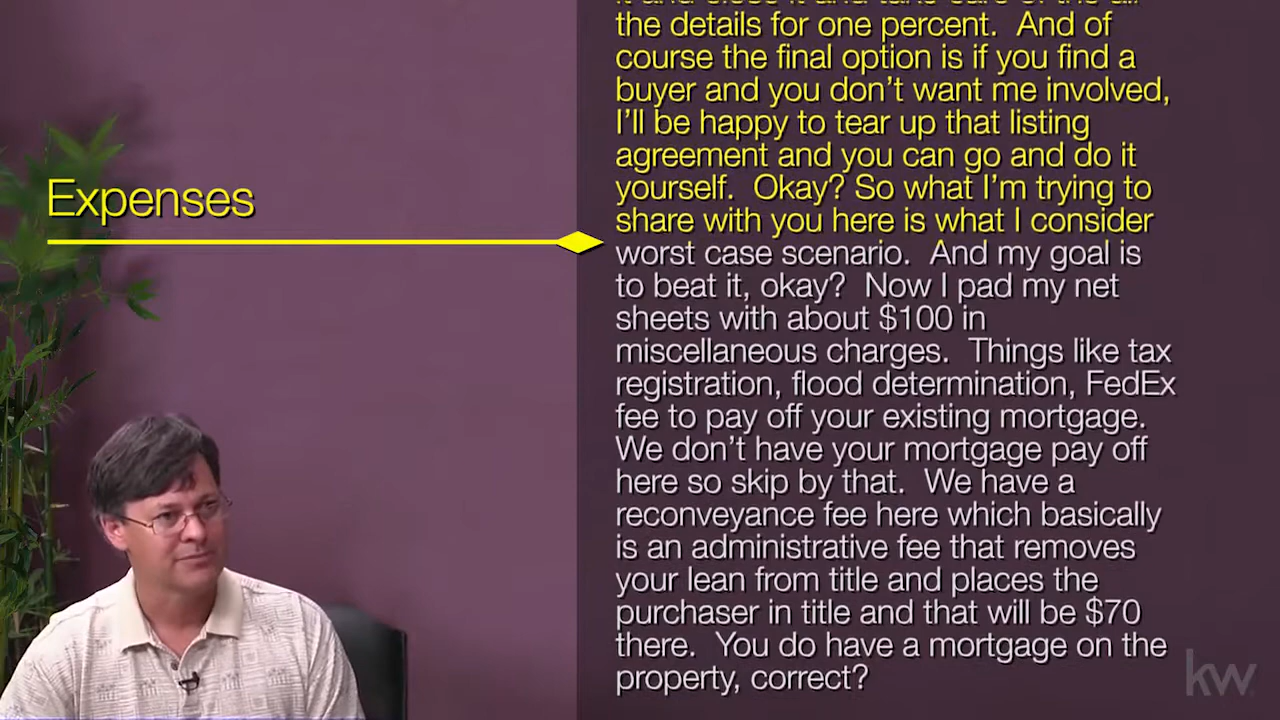 Expenses
the details for one percent. And of
course the final option is if you find a
buyer and you don't want me involved,
I'll be happy to tear up that listing
agreement and you can go and do it
yourself. Okay? So what I'm trying to
share with you here is what I consider
worst case scenario. And my goal is
to beat it, okay? Now I pad my net
sheets with about $100 in
miscellaneous charges. Things like tax
registration, flood determination, FedEx
fee to pay off your existing mortgage.
We don't have your mortgage pay off
here so skip by that. We have a
reconveyance fee here which basically
is an administrative fee that removes
your lean from title and places the
purchaser in title and that will be $70
there. You do have a mortgage on the
property, correct?
kw